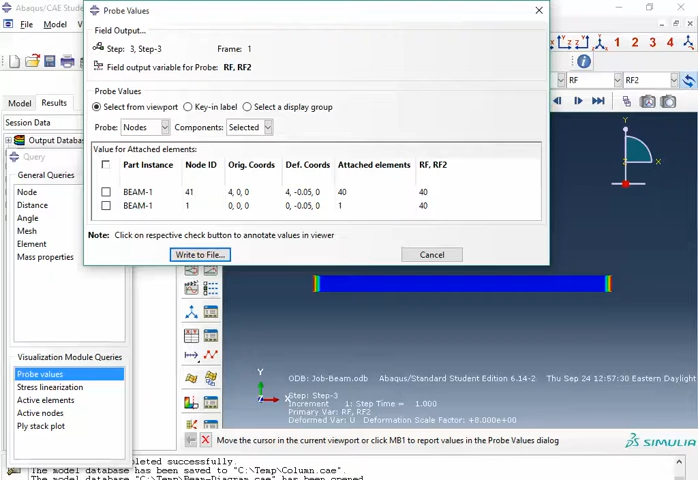 Abaqus/CAE Student Edition
File Model
Probe Values
Field Output...
Step: 3, Step-3 Frame: 1
Field output variable for Probe: RF, RF2
Probe Values
Select from viewport Key-in label Select a display group
Probe: Nodes Components: Selected
Value for Attached elements:
Part Instance Node ID Orig. Coords Def. Coords Attached elements RF, RF2
BEAM-1 41 4, 0, 0 4, -0.05, 0 40 40
BEAM-1 1 0, 0, 0 0, -0.05, 0 1 40
Note: Click on respective check button to annotate values in viewer
Write to File... Cancel
1 2 3 4
RF RF2
Model Results
Session Data
Output Databas
Query
General Queries
Node
Distance
Angle
Mesh
Element
Mass properties
Visualization Module Queries
Probe values
Stress linearization
Active elements
Active nodes
Ply stack plot
Y
Z X
Y
Z X
ODB: Job-Beam.odb Abaqus/Standard Student Edition 6.14-2 Thu Sep 24 12:57:30 Eastern Daylight
Step: Step-3
Increment 1: Step Time = 1.000
Primary Var: RF, RF2
Deformed Var: U Deformation Scale Factor: +8.000e+00
Move the cursor in the current viewport or click MB1 to report values in the Probe Values dialog
SIMULIA
pleted successfully.
The model database has been saved to "C:\Temp\Column.cae".
The model database "C:\Temp\Beam-Diagram.cae" has been opened.